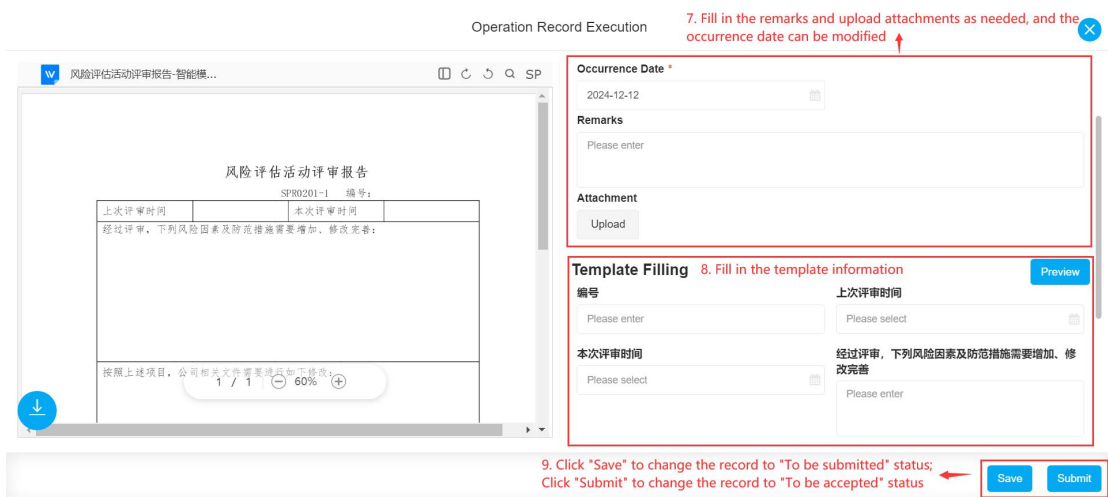 Operation Record Execution
7. Fill in the remarks and upload attachments as needed, and the
occurrence date can be modified
W 风险评估活动评审报告-智能模...
SP
风险评估活动评审报告
SPR0201-1 编号:
上次评审时间 本次评审时间
经过评审，下列风险因素及防范措施需要增加、修改完善:
按照上述项目，公司相关文件需要进行如下修改:
1 / 1 60%
Occurrence Date *
2024-12-12
Remarks
Please enter
Attachment
Upload
Template Filling 8. Fill in the template information
Preview
编号 上次评审时间
Please enter Please select
本次评审时间 经过评审，下列风险因素及防范措施需要增加、修
改完善
Please select
Please enter
9. Click "Save" to change the record to "To be submitted" status;
Click "Submit" to change the record to "To be accepted" status
Save Submit